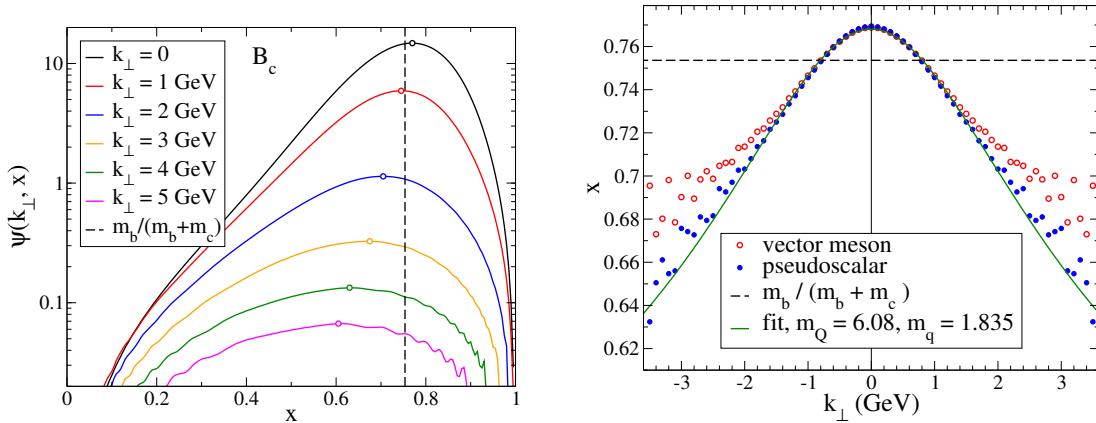 B_c
k_⊥ = 0
k_⊥ = 1 GeV
k_⊥ = 2 GeV
k_⊥ = 3 GeV
k_⊥ = 4 GeV
k_⊥ = 5 GeV
m_b/(m_b+m_c)
10
1
0.1
ψ(k_⊥, x)
0
0.2
0.4
0.6
0.8
1
x
0.76
0.74
0.72
0.7
0.68
0.66
0.64
0.62
x
vector meson
pseudoscalar
m_b / (m_b + m_c)
fit, m_Q = 6.08, m_q = 1.835
-3
-2
-1
0
1
2
3
k_⊥ (GeV)